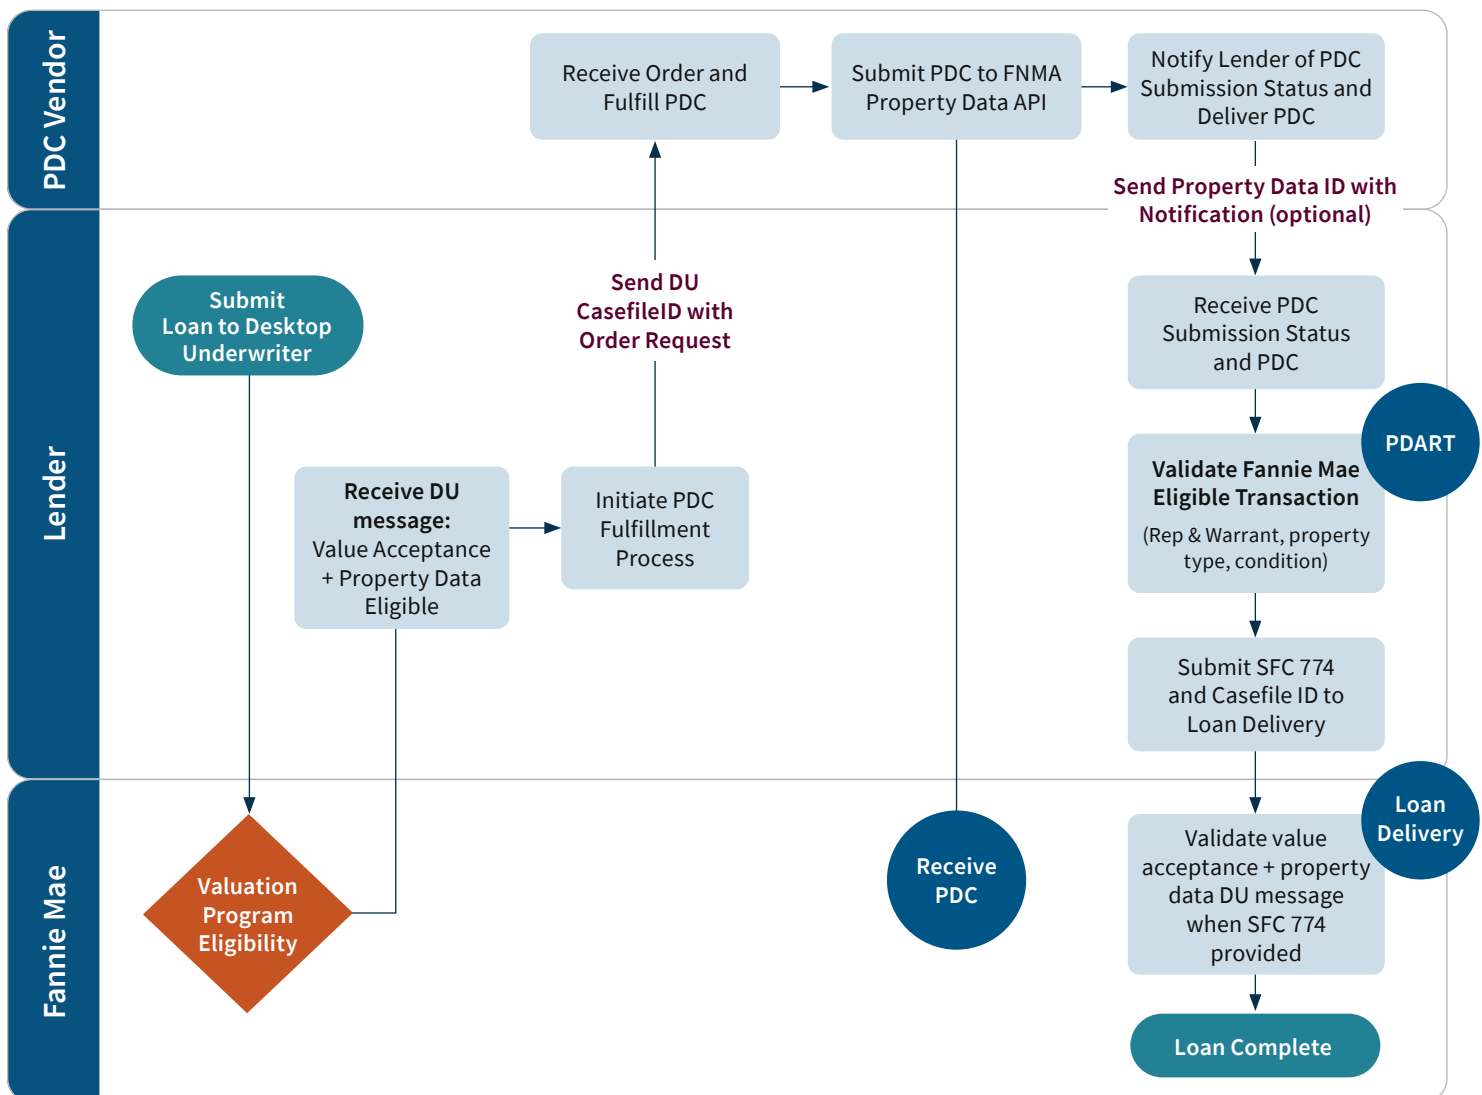 PDC Vendor
Receive Order and
Fulfill PDC
Submit PDC to FNMA
Property Data API
Notify Lender of PDC
Submission Status and
Deliver PDC
Send Property Data ID with
Notification (optional)
Lender
Submit
Loan to Desktop
Underwriter
Send DU
CasefileID with
Order Request
Receive DU
message:
Value Acceptance
+ Property Data
Eligible
Initiate PDC
Fulfillment
Process
Receive PDC
Submission Status
and PDC
PDART
Validate Fannie Mae
Eligible Transaction
(Rep & Warrant, property
type, condition)
Submit SFC 774
and Casefile ID to
Loan Delivery
Fannie Mae
Valuation
Program
Eligibility
Receive
PDC
Loan
Delivery
Validate value
acceptance + property
data DU message
when SFC 774
provided
Loan Complete